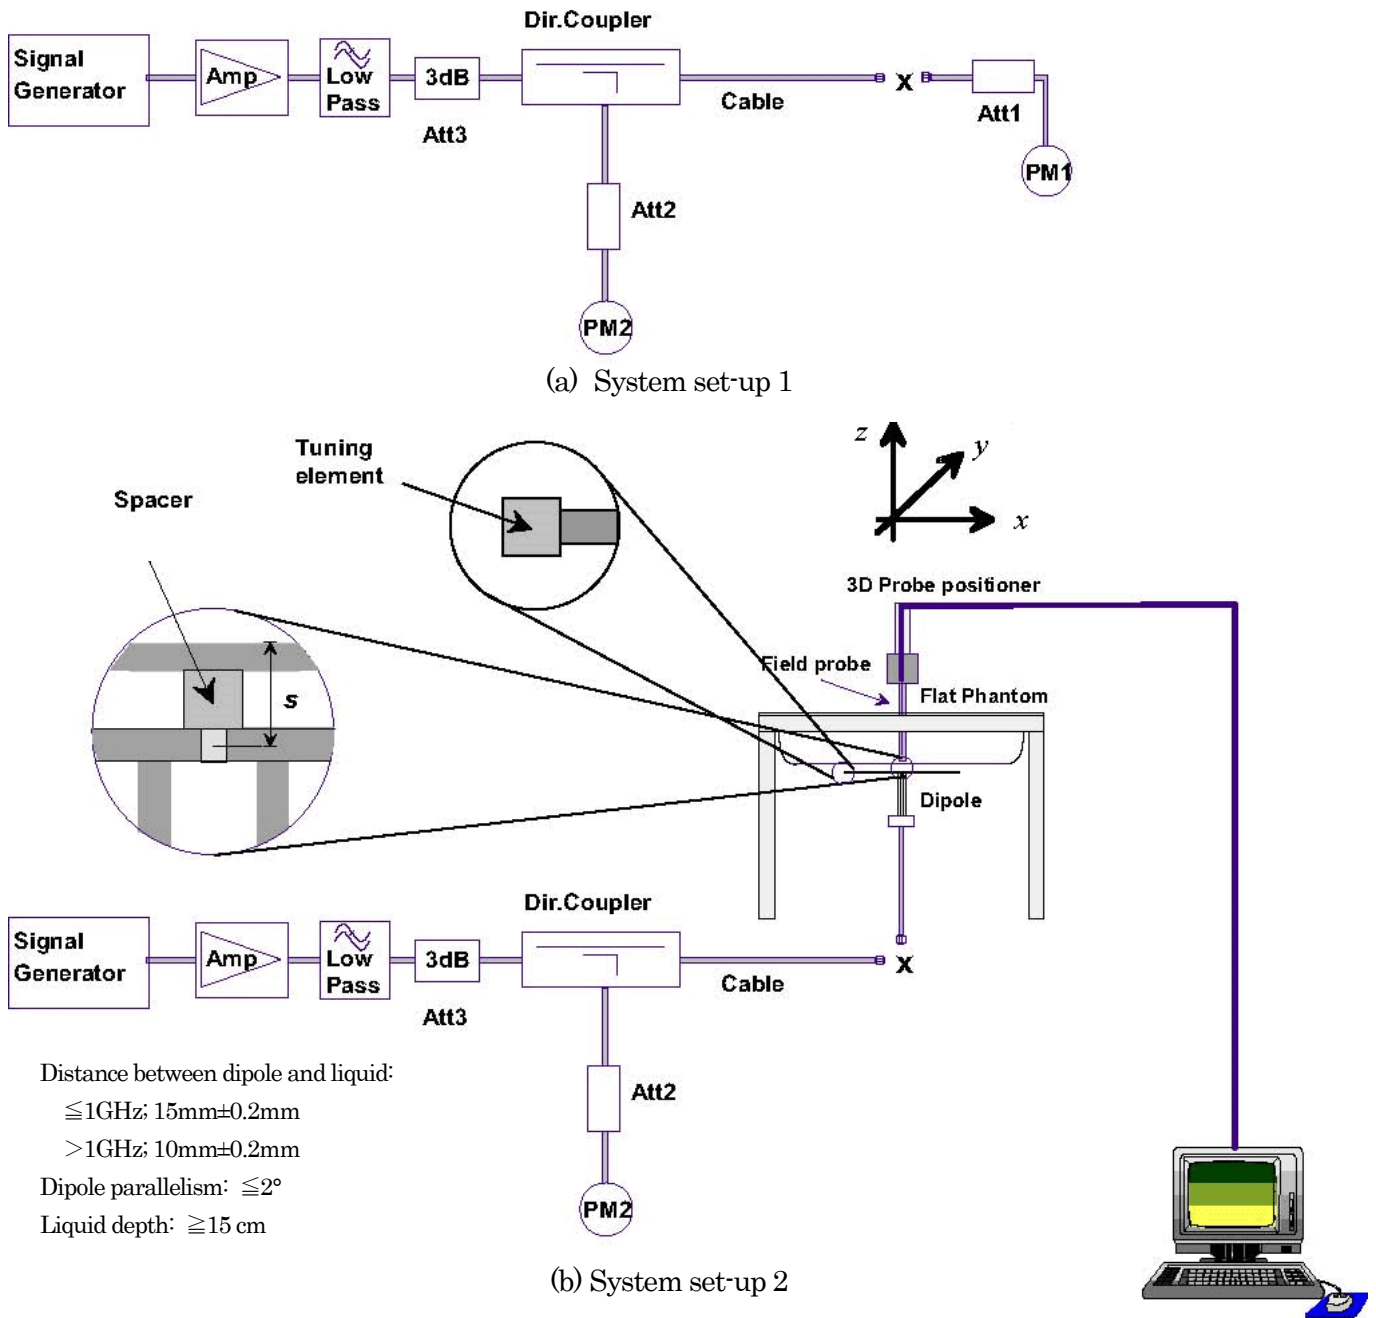 Dir.Coupler
Signal
Generator
Amp
Low
Pass
3dB
Att3
Cable
X
Att1
PM1
Att2
PM2
(a) System set-up 1
Tuning
element
Spacer
s
z
y
x
3D Probe positioner
Field probe
Flat Phantom
Dipole
Dir.Coupler
Signal
Generator
Amp
Low
Pass
3dB
Att3
Cable
X
Att2
PM2
Distance between dipole and liquid:
≦1GHz; 15mm±0.2mm
>1GHz; 10mm±0.2mm
Dipole parallelism: ≦2°
Liquid depth: ≧15 cm
(b) System set-up 2